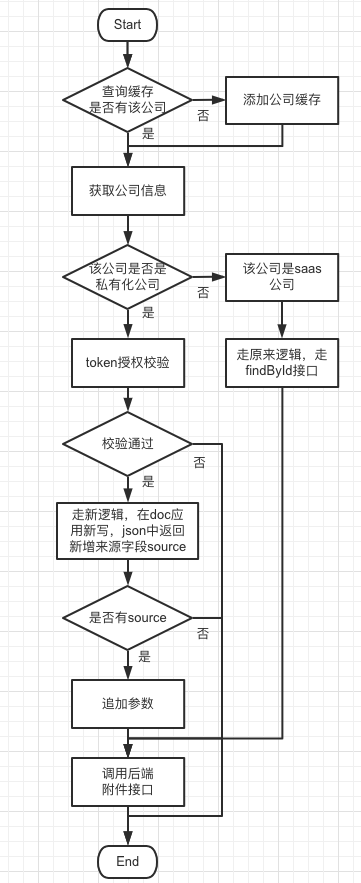 Start
查询缓存
是否有该公司
添加公司缓存
否
是
获取公司信息
该公司是否是
私有化公司
该公司是saas
公司
否
是
token授权校验
走原来逻辑，走
findById接口
校验通过
否
是
走新逻辑，在doc应
用新写，json中返回
新增来源字段source
是否有source
否
是
追加参数
调用后端
附件接口
End